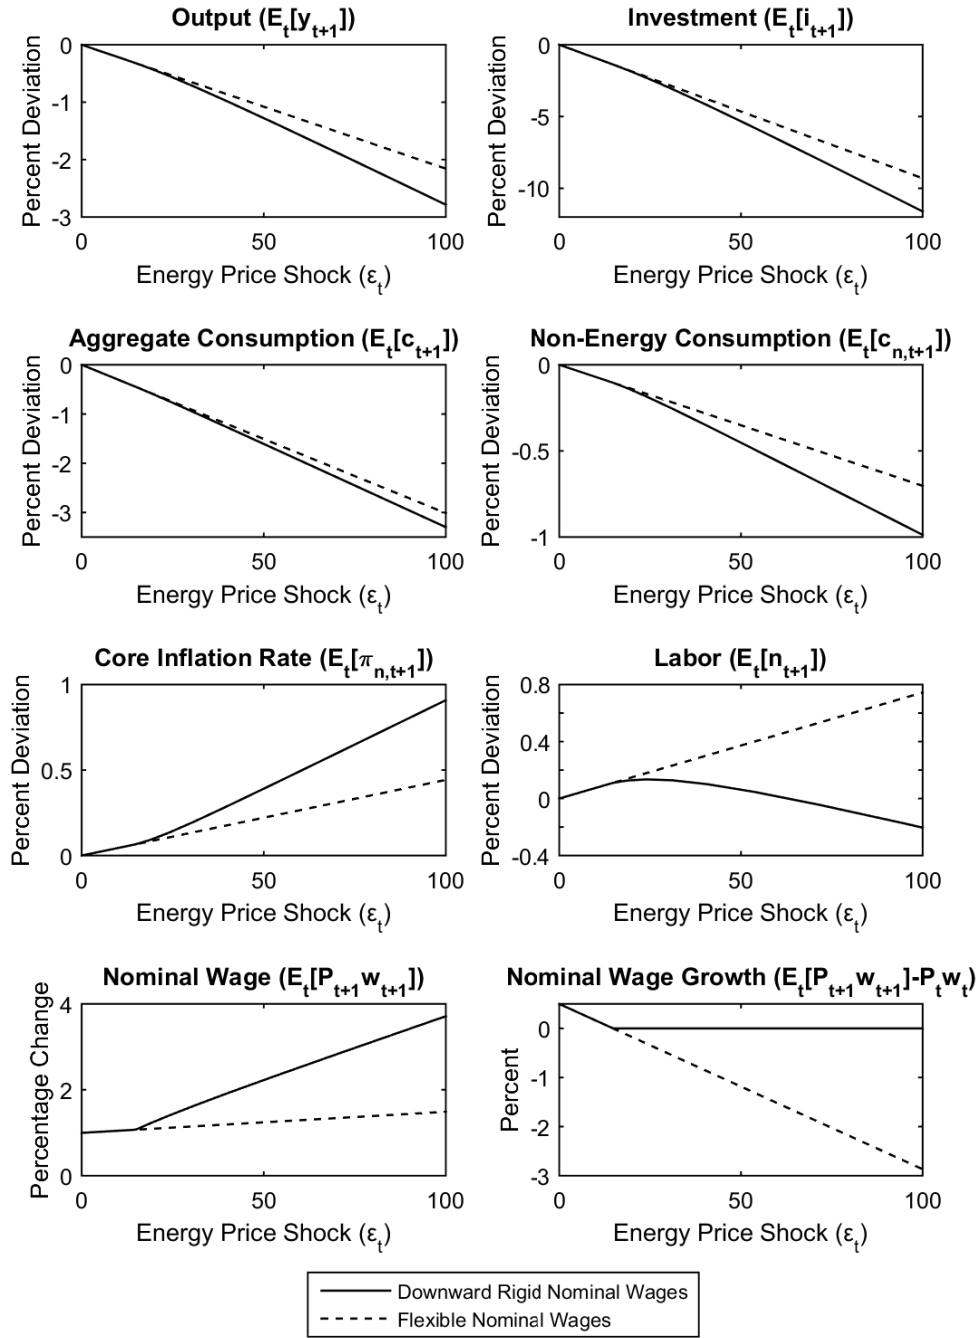 Output (E_t[y_{t+1}])
Percent Deviation
0
-1
-2
-3
0 50 100
Energy Price Shock (ε_t)
Investment (E_t[i_{t+1}])
Percent Deviation
0
-5
-10
0 50 100
Energy Price Shock (ε_t)
Aggregate Consumption (E_t[c_{t+1}])
Percent Deviation
0
-1
-2
-3
0 50 100
Energy Price Shock (ε_t)
Non-Energy Consumption (E_t[c_{n,t+1}])
Percent Deviation
0
-0.5
-1
0 50 100
Energy Price Shock (ε_t)
Core Inflation Rate (E_t[π_{n,t+1}])
Percent Deviation
1
0.5
0
0 50 100
Energy Price Shock (ε_t)
Labor (E_t[n_{t+1}])
Percent Deviation
0.8
0.4
0
-0.4
0 50 100
Energy Price Shock (ε_t)
Nominal Wage (E_t[P_{t+1}w_{t+1}])
Percentage Change
4
2
0
0 50 100
Energy Price Shock (ε_t)
Nominal Wage Growth (E_t[P_{t+1}w_{t+1}]-P_tw_t)
Percent
0
-1
-2
-3
0 50 100
Energy Price Shock (ε_t)
Downward Rigid Nominal Wages
Flexible Nominal Wages